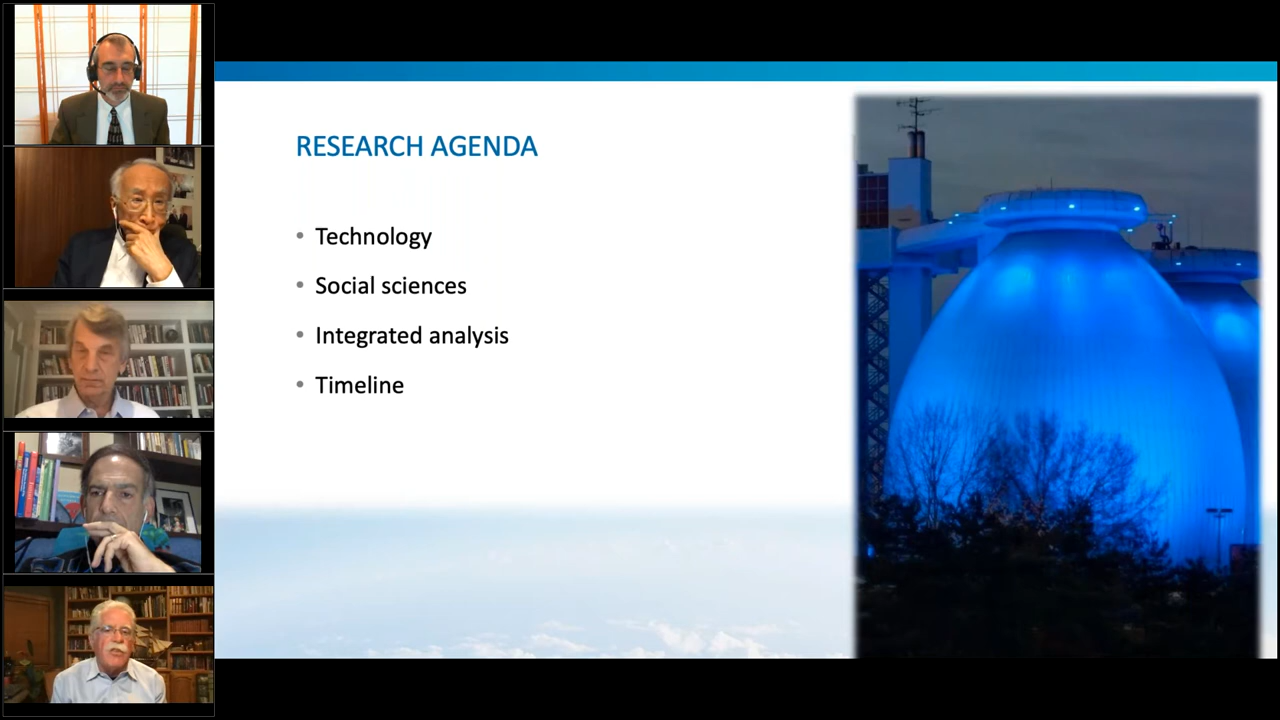 RESEARCH AGENDA
• Technology
• Social sciences
• Integrated analysis
• Timeline